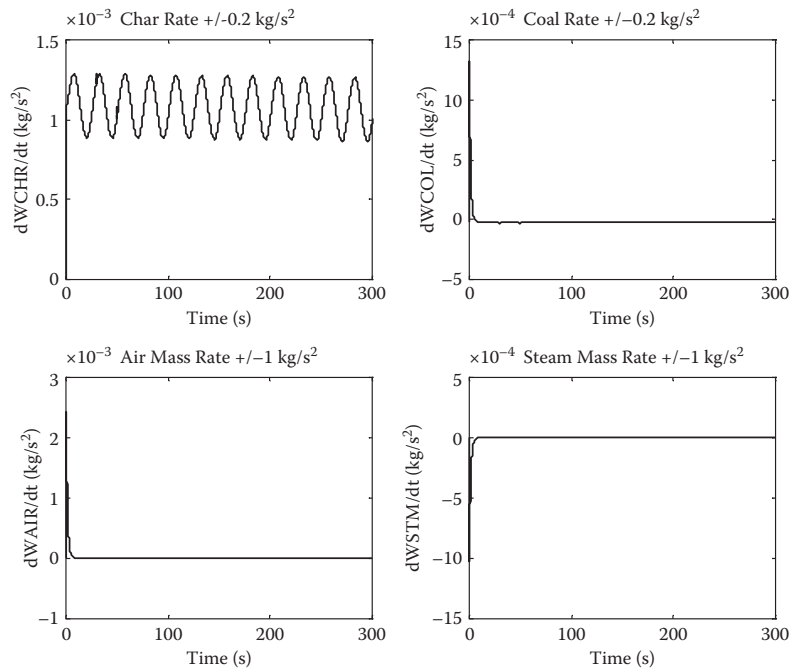 ×10⁻³ Char Rate +/-0.2 kg/s²
1.5
1
0.5
0
dWCHR/dt (kg/s²)
0 100 200 300
Time (s)
×10⁻⁴ Coal Rate +/−0.2 kg/s²
15
10
5
0
−5
dWCOL/dt (kg/s²)
0 100 200 300
Time (s)
×10⁻³ Air Mass Rate +/−1 kg/s²
3
2
1
0
−1
dWAIR/dt (kg/s²)
0 100 200 300
Time (s)
×10⁻⁴ Steam Mass Rate +/−1 kg/s²
5
0
−5
−10
−15
dWSTM/dt (kg/s²)
0 100 200 300
Time (s)